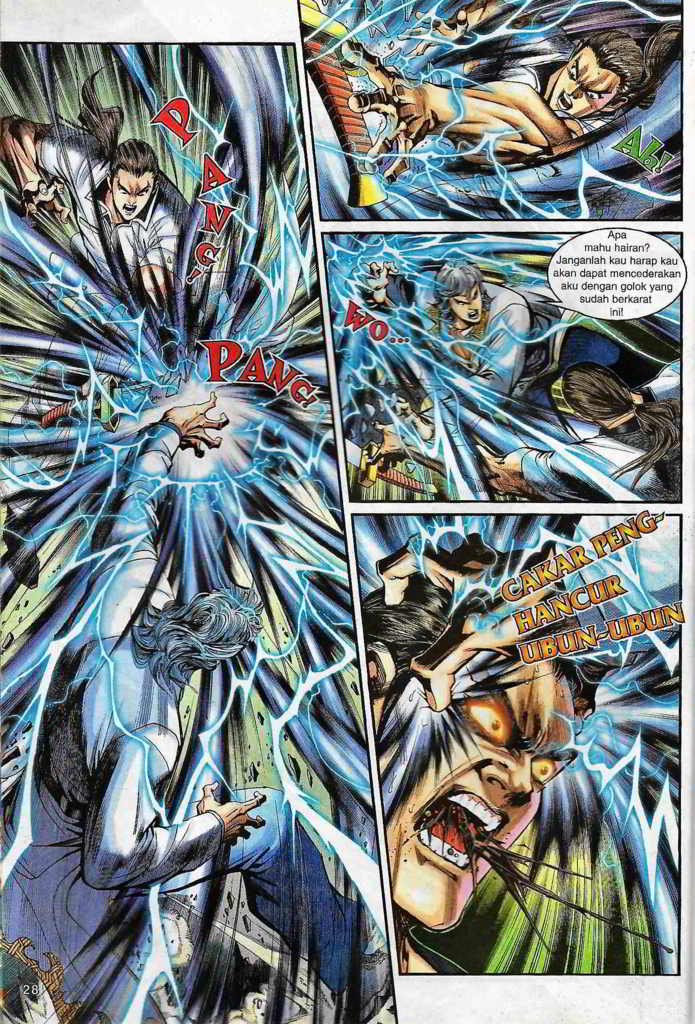 PANG!
PANG
Ah!
WO...
Apa
mahu hairan?
Janganlah kau harap kau
akan dapat mencederakan
aku dengan golok yang
sudah berkarat
ini!
CAKAR PENG-
HANCUR
UBUN-UBUN
28